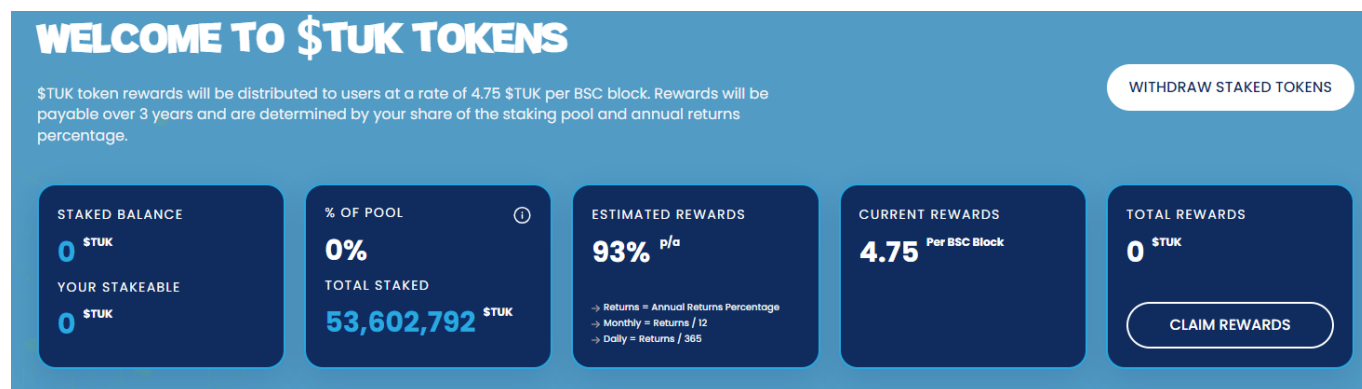 WELCOME TO $TUK TOKENS
$TUK token rewards will be distributed to users at a rate of 4.75 $TUK per BSC block. Rewards will be
payable over 3 years and are determined by your share of the staking pool and annual returns
percentage.
WITHDRAW STAKED TOKENS
STAKED BALANCE
0 $TUK
YOUR STAKEABLE
0 $TUK
% OF POOL
0%
TOTAL STAKED
53,602,792 $TUK
ESTIMATED REWARDS
93% p/a
→ Returns = Annual Returns Percentage
→ Monthly = Returns / 12
→ Daily = Returns / 365
CURRENT REWARDS
4.75 Per BSC Block
TOTAL REWARDS
0 $TUK
CLAIM REWARDS